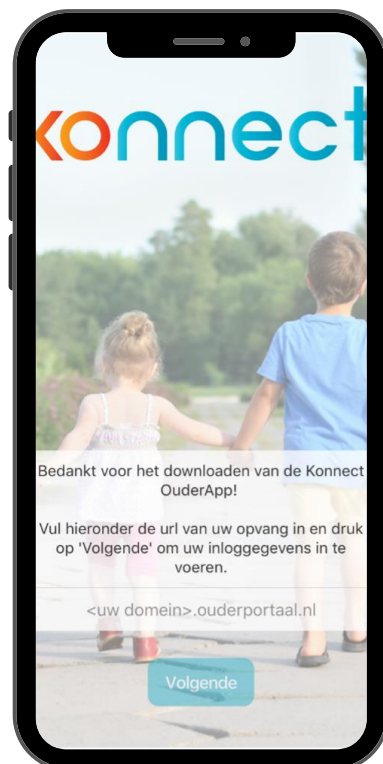 konnect
Bedankt voor het downloaden van de Konnect
OuderApp!
Vul hieronder de url van uw opvang in en druk
op 'Volgende' om uw inloggegevens in te
voeren.
<uw domein>.ouderportaal.nl
Volgende